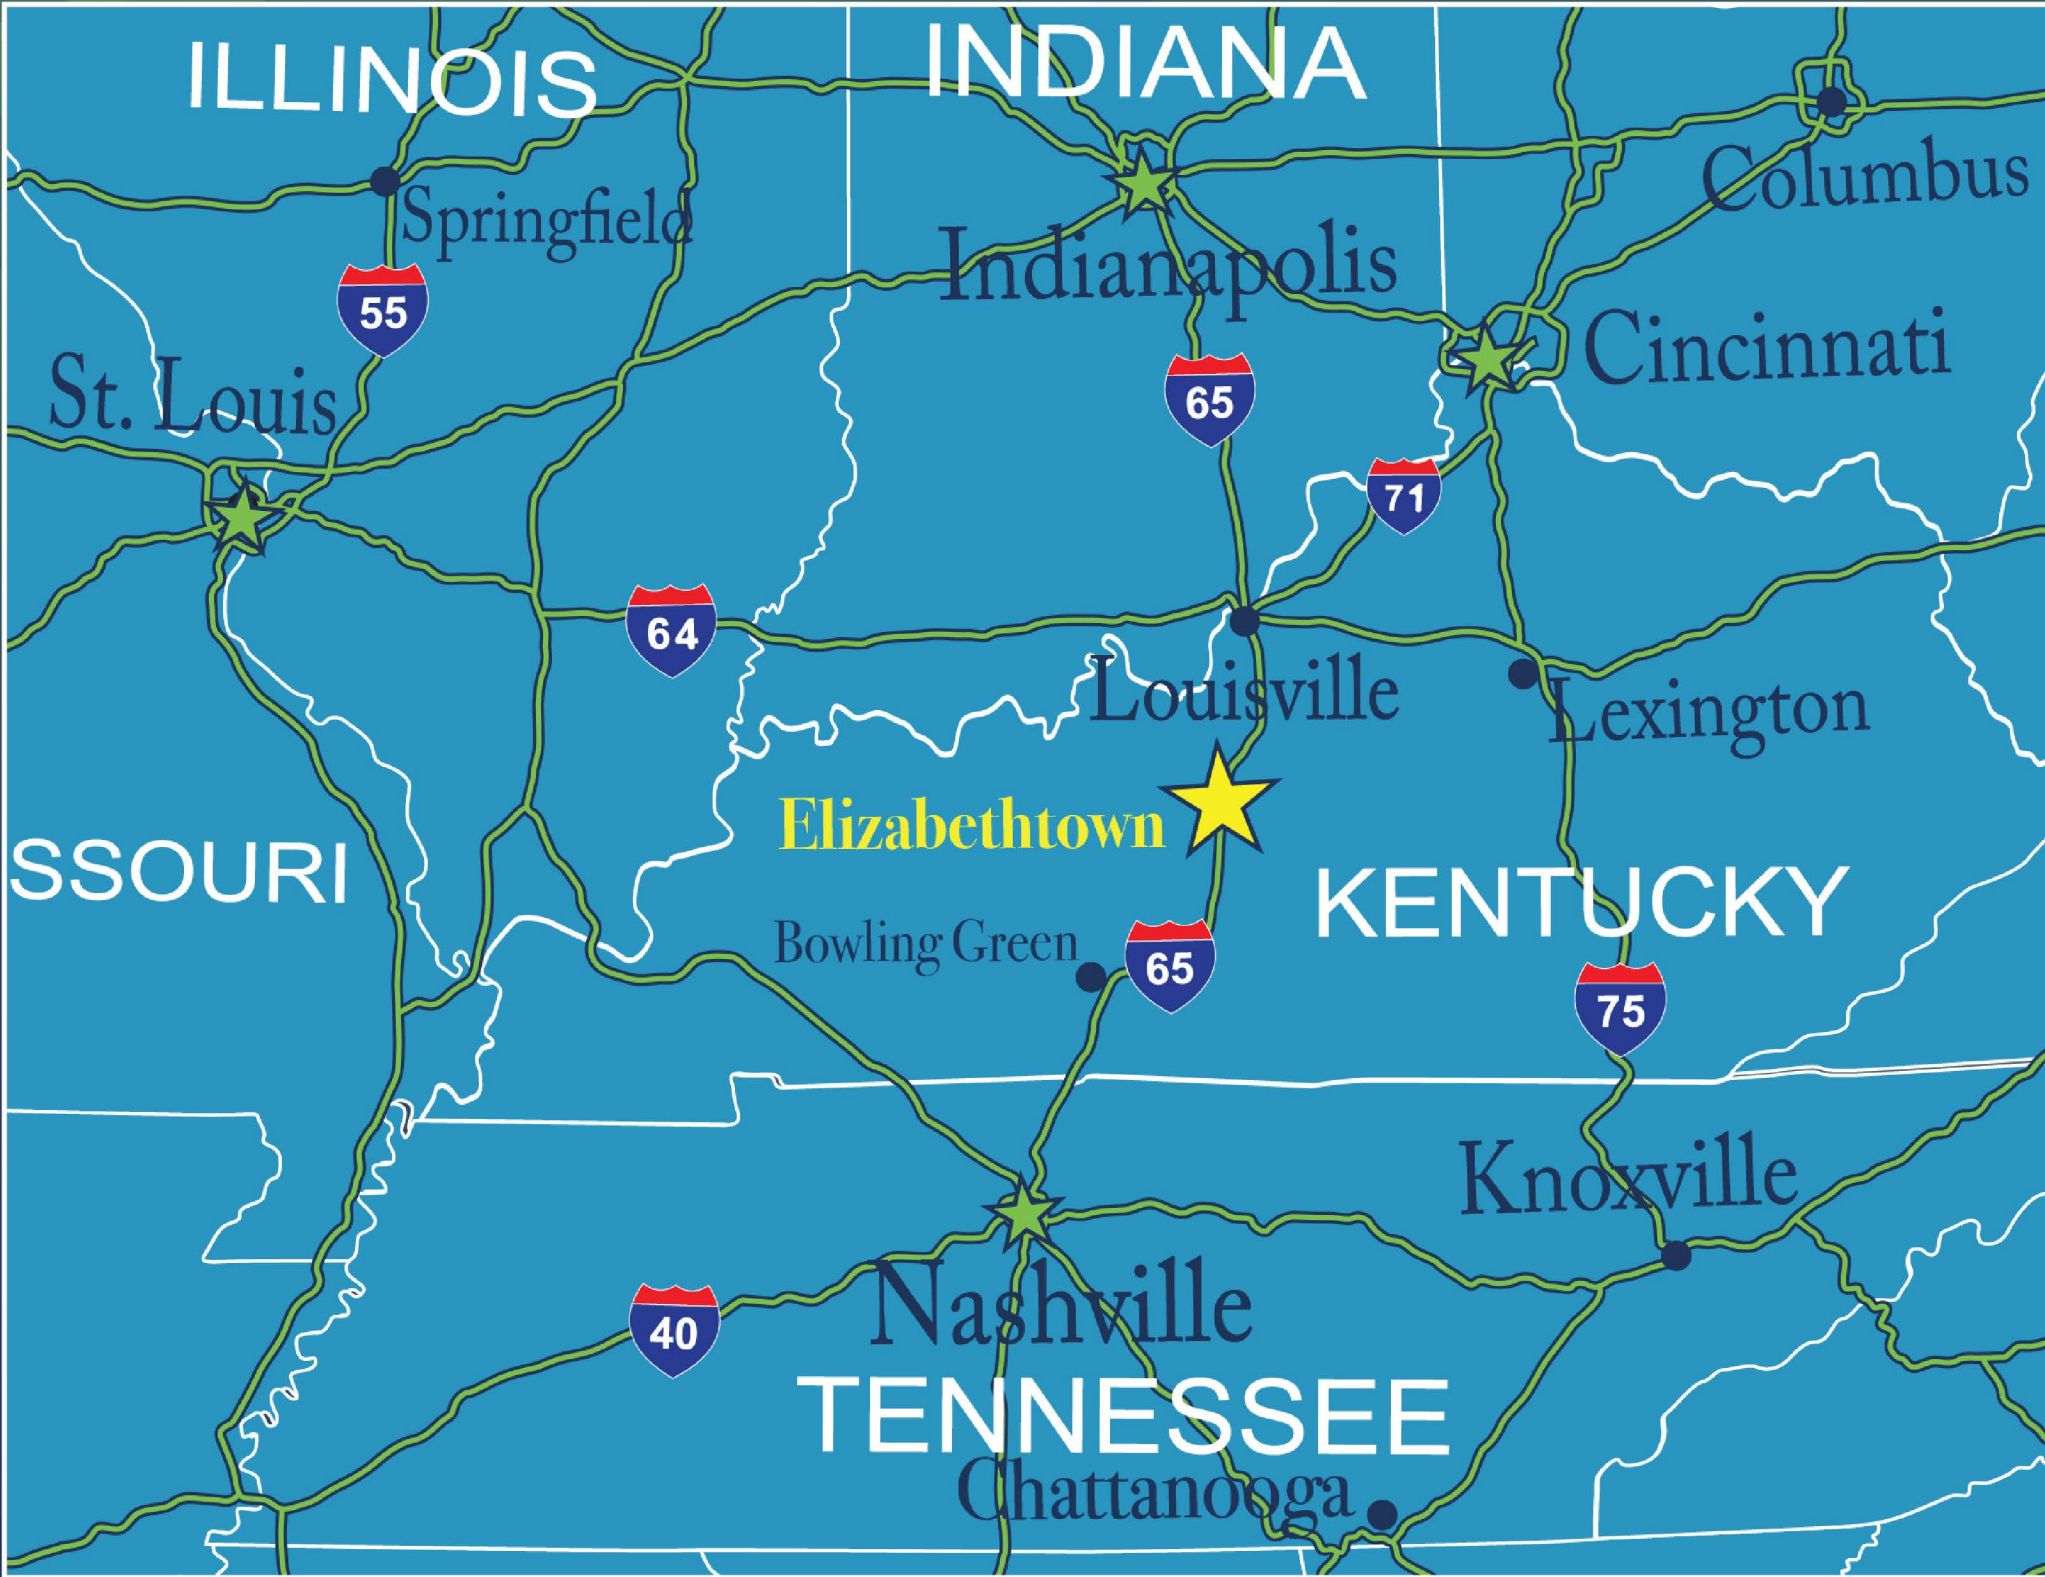 ILLINOIS
INDIANA
Columbus
Springfield
Indianapolis
55
Cincinnati
St. Louis
65
71
64
Louisville
Lexington
Elizabethtown
SSOURI
KENTUCKY
Bowling Green
65
75
Knoxville
Nashville
40
TENNESSEE
Chattanooga